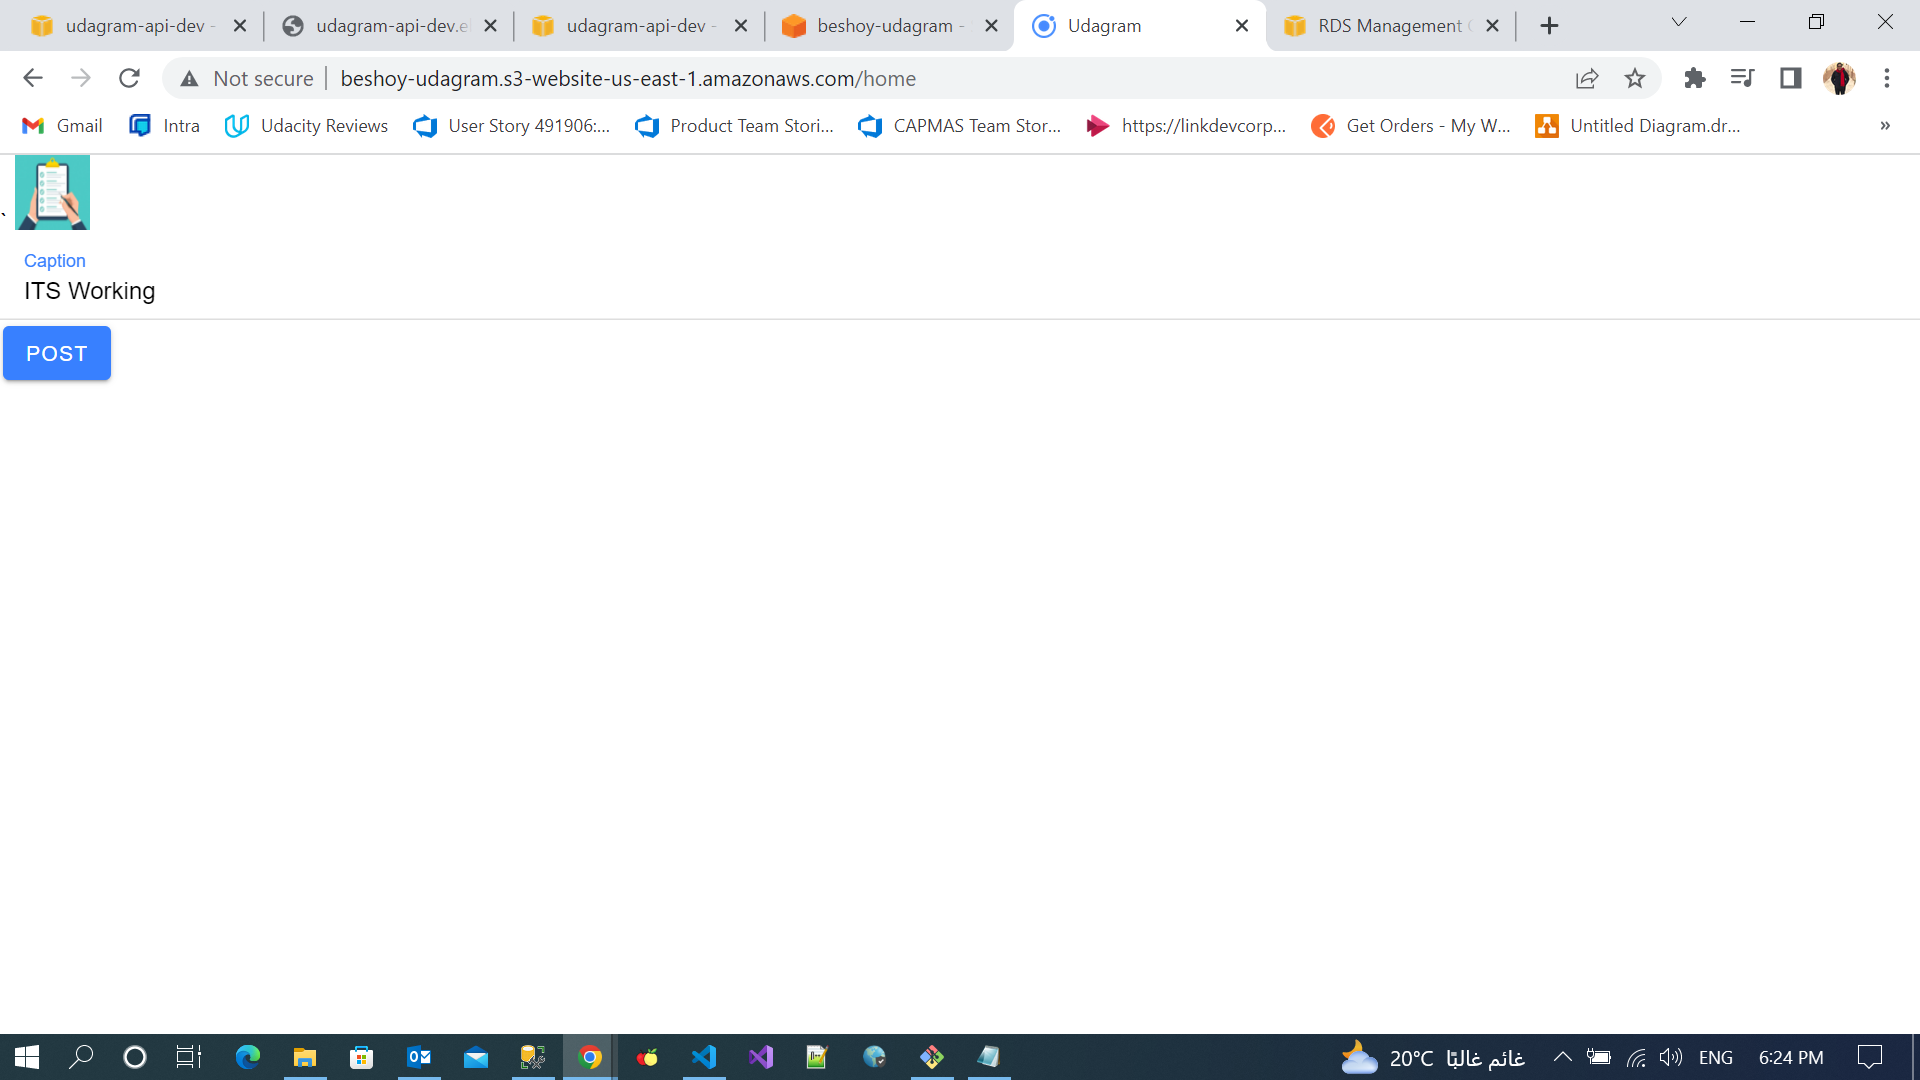 udagram-api-dev -
udagram-api-dev.el
udagram-api-dev -
beshoy-udagram -
Udagram
RDS Management
Not secure
beshoy-udagram.s3-website-us-east-1.amazonaws.com/home
Gmail
Intra
Udacity Reviews
User Story 491906:...
Product Team Stori...
CAPMAS Team Stor...
https://linkdevcorp...
Get Orders - My W...
Untitled Diagram.dr...
»
`
Caption
ITS Working
POST
20°C غائم غالبًا
ENG
6:24 PM